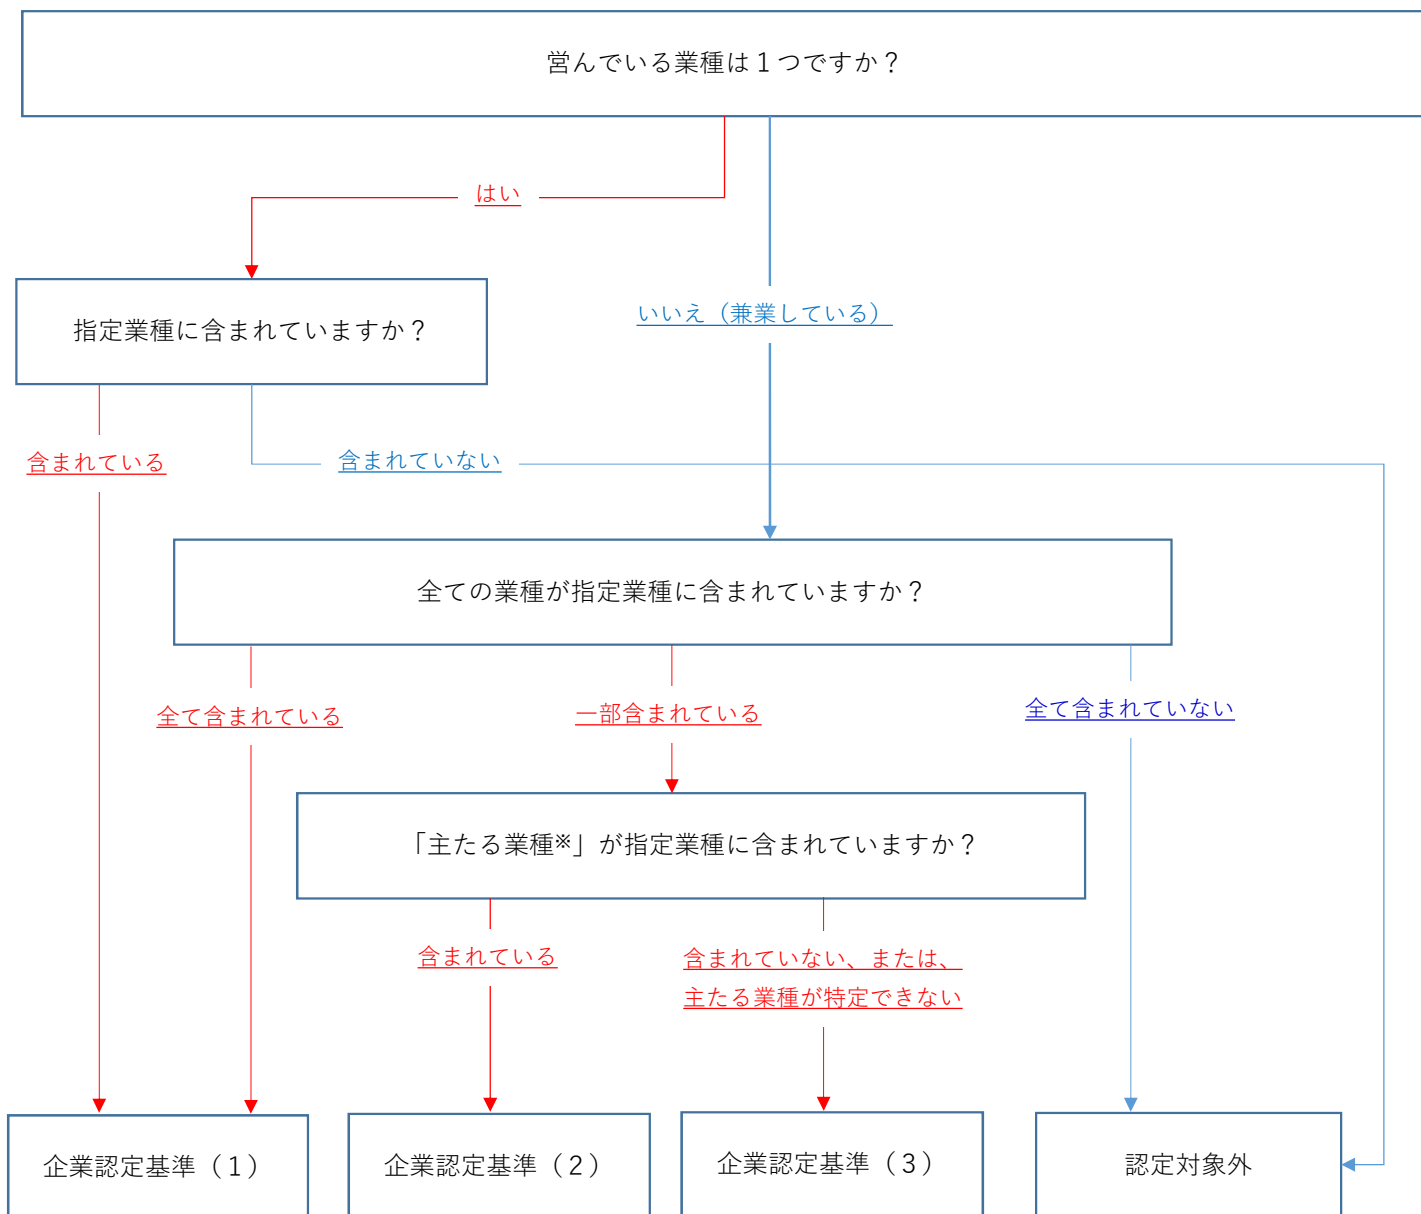 営んでいる業種は１つですか？
はい
いいえ（兼業している）
指定業種に含まれていますか？
含まれている
含まれていない
全ての業種が指定業種に含まれていますか？
全て含まれている
一部含まれている
全て含まれていない
「主たる業種※」が指定業種に含まれていますか？
含まれている
含まれていない、または、
主たる業種が特定できない
企業認定基準（１）
企業認定基準（２）
企業認定基準（３）
認定対象外